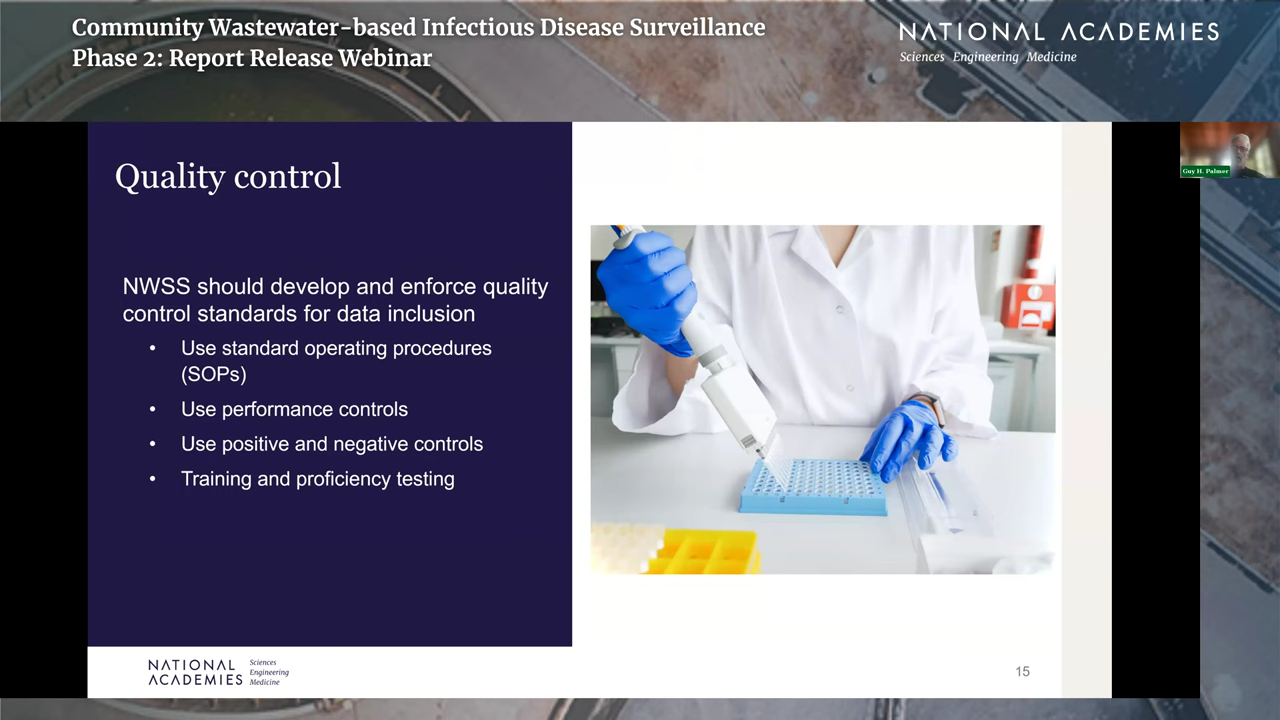 Community Wastewater-based Infectious Disease Surveillance
Phase 2: Report Release Webinar
NATIONAL ACADEMIES
Sciences Engineering Medicine
Guy H. Palmer
Quality control
NWSS should develop and enforce quality
control standards for data inclusion
• Use standard operating procedures
(SOPs)
• Use performance controls
• Use positive and negative controls
• Training and proficiency testing
NATIONAL
ACADEMIES
Sciences
Engineering
Medicine
15